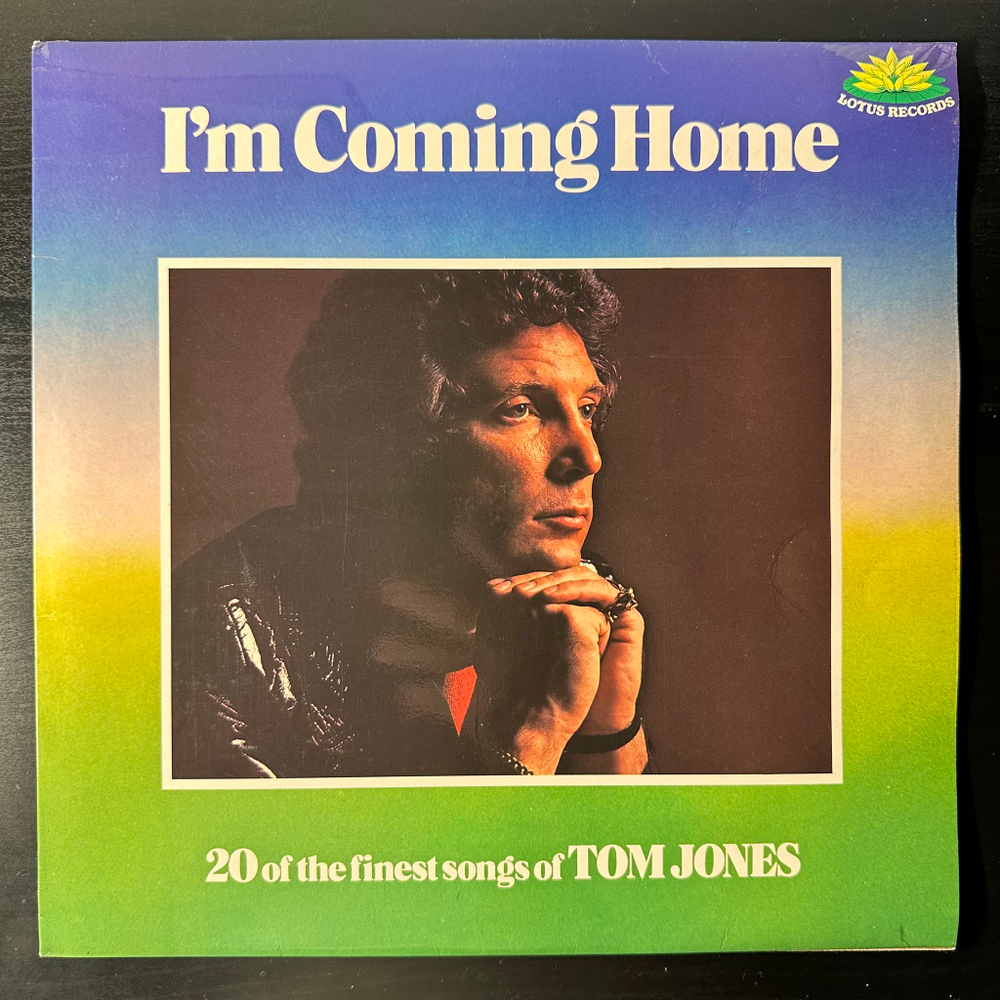 LOTUS RECORDS
I'm Coming Home
20 of the finest songs of TOM JONES